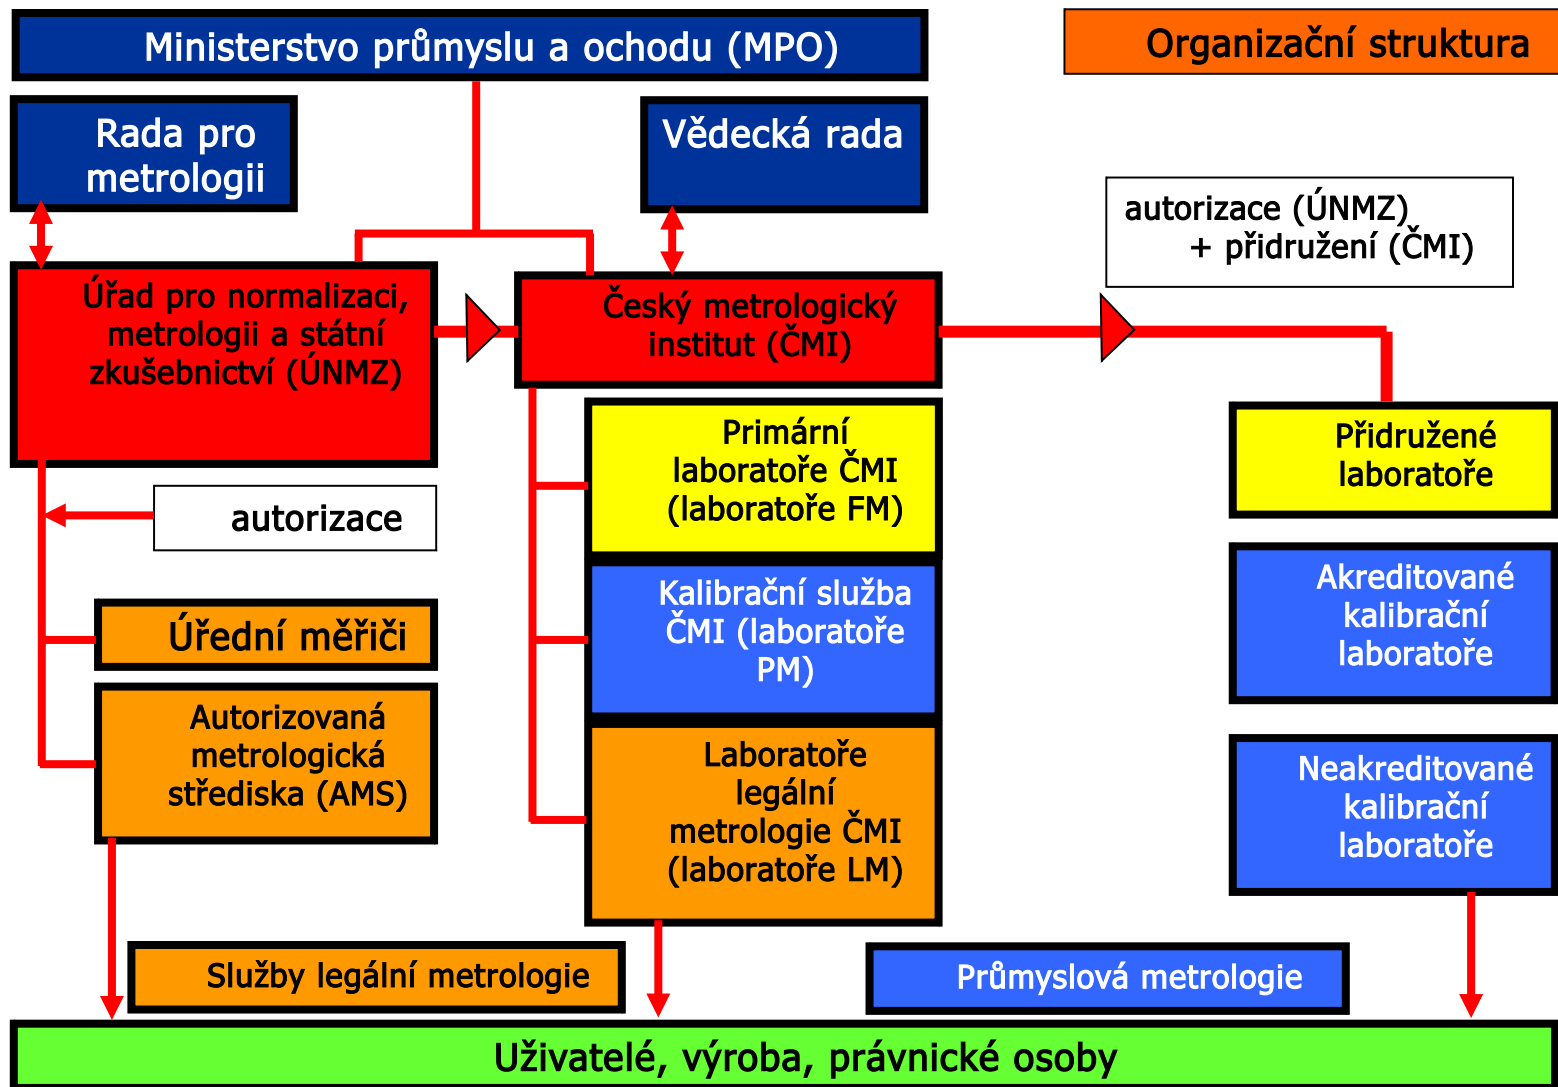 Ministerstvo průmyslu a ochodu (MPO)
Organizační struktura
Rada pro
metrologii
Vědecká rada
autorizace (ÚNMZ)
+ přidružení (ČMI)
Úřad pro normalizaci,
metrologii a státní
zkušebnictví (ÚNMZ)
Český metrologický
institut (ČMI)
Primární
laboratoře ČMI
(laboratoře FM)
Přidružené
laboratoře
autorizace
Kalibrační služba
ČMI (laboratoře
PM)
Akreditované
kalibrační
laboratoře
Úřední měřiči
Autorizovaná
metrologická
střediska (AMS)
Laboratoře
legální
metrologie ČMI
(laboratoře LM)
Neakreditované
kalibrační
laboratoře
Služby legální metrologie
Průmyslová metrologie
Uživatelé, výroba, právnické osoby